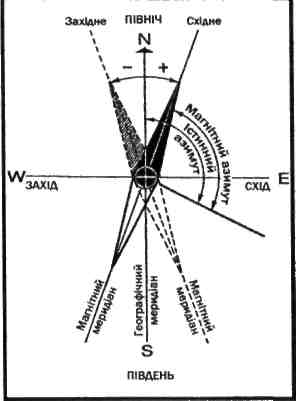 Західне
ПІВНІЧ
Східне
N
–
+
Магнітний азимут
Істинний
азимут
W
ЗАХІД
СХІД
E
Магнітний
меридіан
Географічний
меридіан
Магнітний
меридіан
S
ПІВДЕНЬ